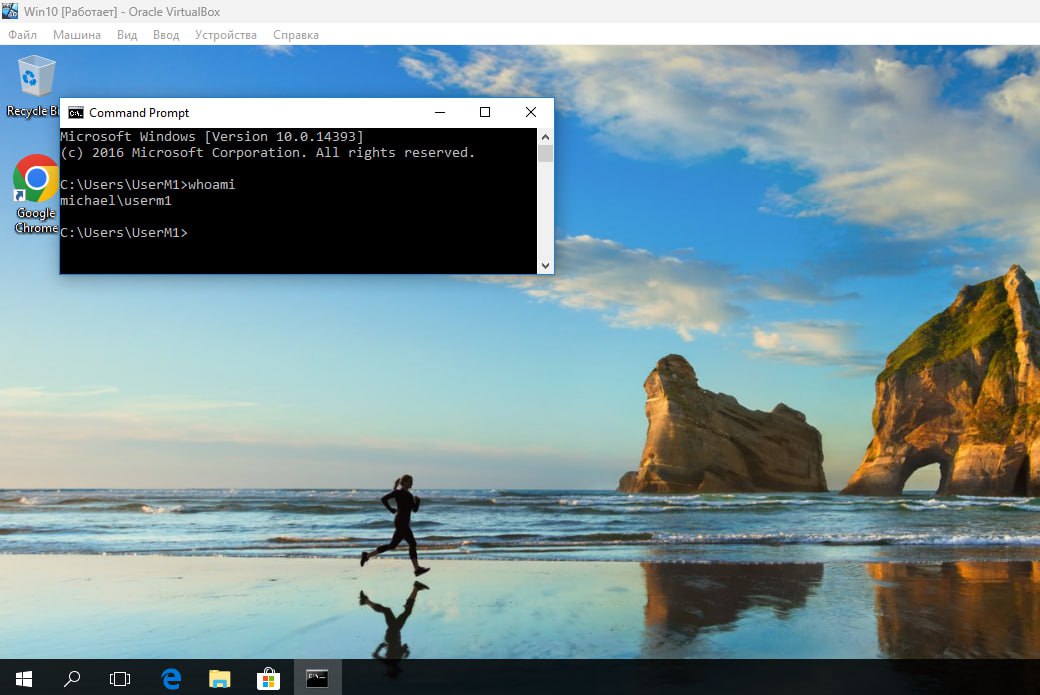 Win10 [Работает] - Oracle VirtualBox
Файл Машина Вид Ввод Устройства Справка
Recycle Bi
Command Prompt
Microsoft Windows [Version 10.0.14393]
(c) 2016 Microsoft Corporation. All rights reserved.
C:\Users\UserM1>whoami
michael\userm1
C:\Users\UserM1>
Google
Chrome